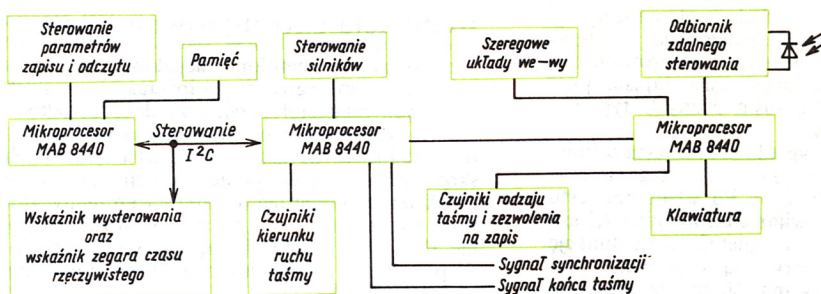 Sterowanie
parametrów
zapisu i odczytu
Pamięć
Sterowanie
silników
Szeregowe
układy we-wy
Odbiornik
zdalnego
sterowania
Mikroprocesor
MAB 8440
Sterowanie
I²C
Mikroprocesor
MAB 8440
Mikroprocesor
MAB 8440
Wskaźnik wysterowania
oraz
wskaźnik zegara czasu
rzęczywistego
Czujniki
kierunku
ruchu
taśmy
Czujniki rodzaju
taśmy i zezwolenia
na zapis
Klawiatura
Sygnał synchronizacji
Sygnał końca taśmy